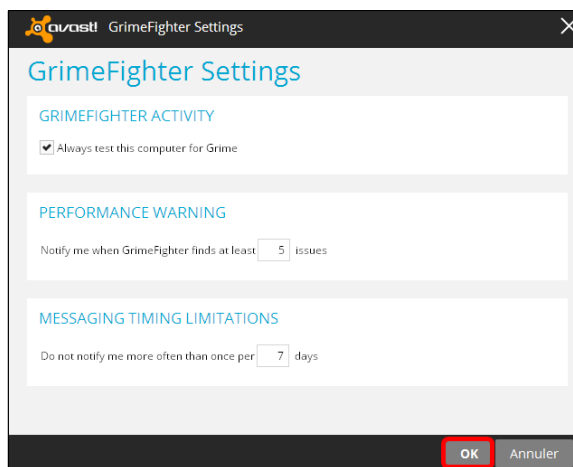 avast! GrimeFighter Settings
GrimeFighter Settings
GRIMEFIGHTER ACTIVITY
Always test this computer for Grime
PERFORMANCE WARNING
Notify me when GrimeFighter finds at least 5 issues
MESSAGING TIMING LIMITATIONS
Do not notify me more often than once per 7 days
OK Annuler